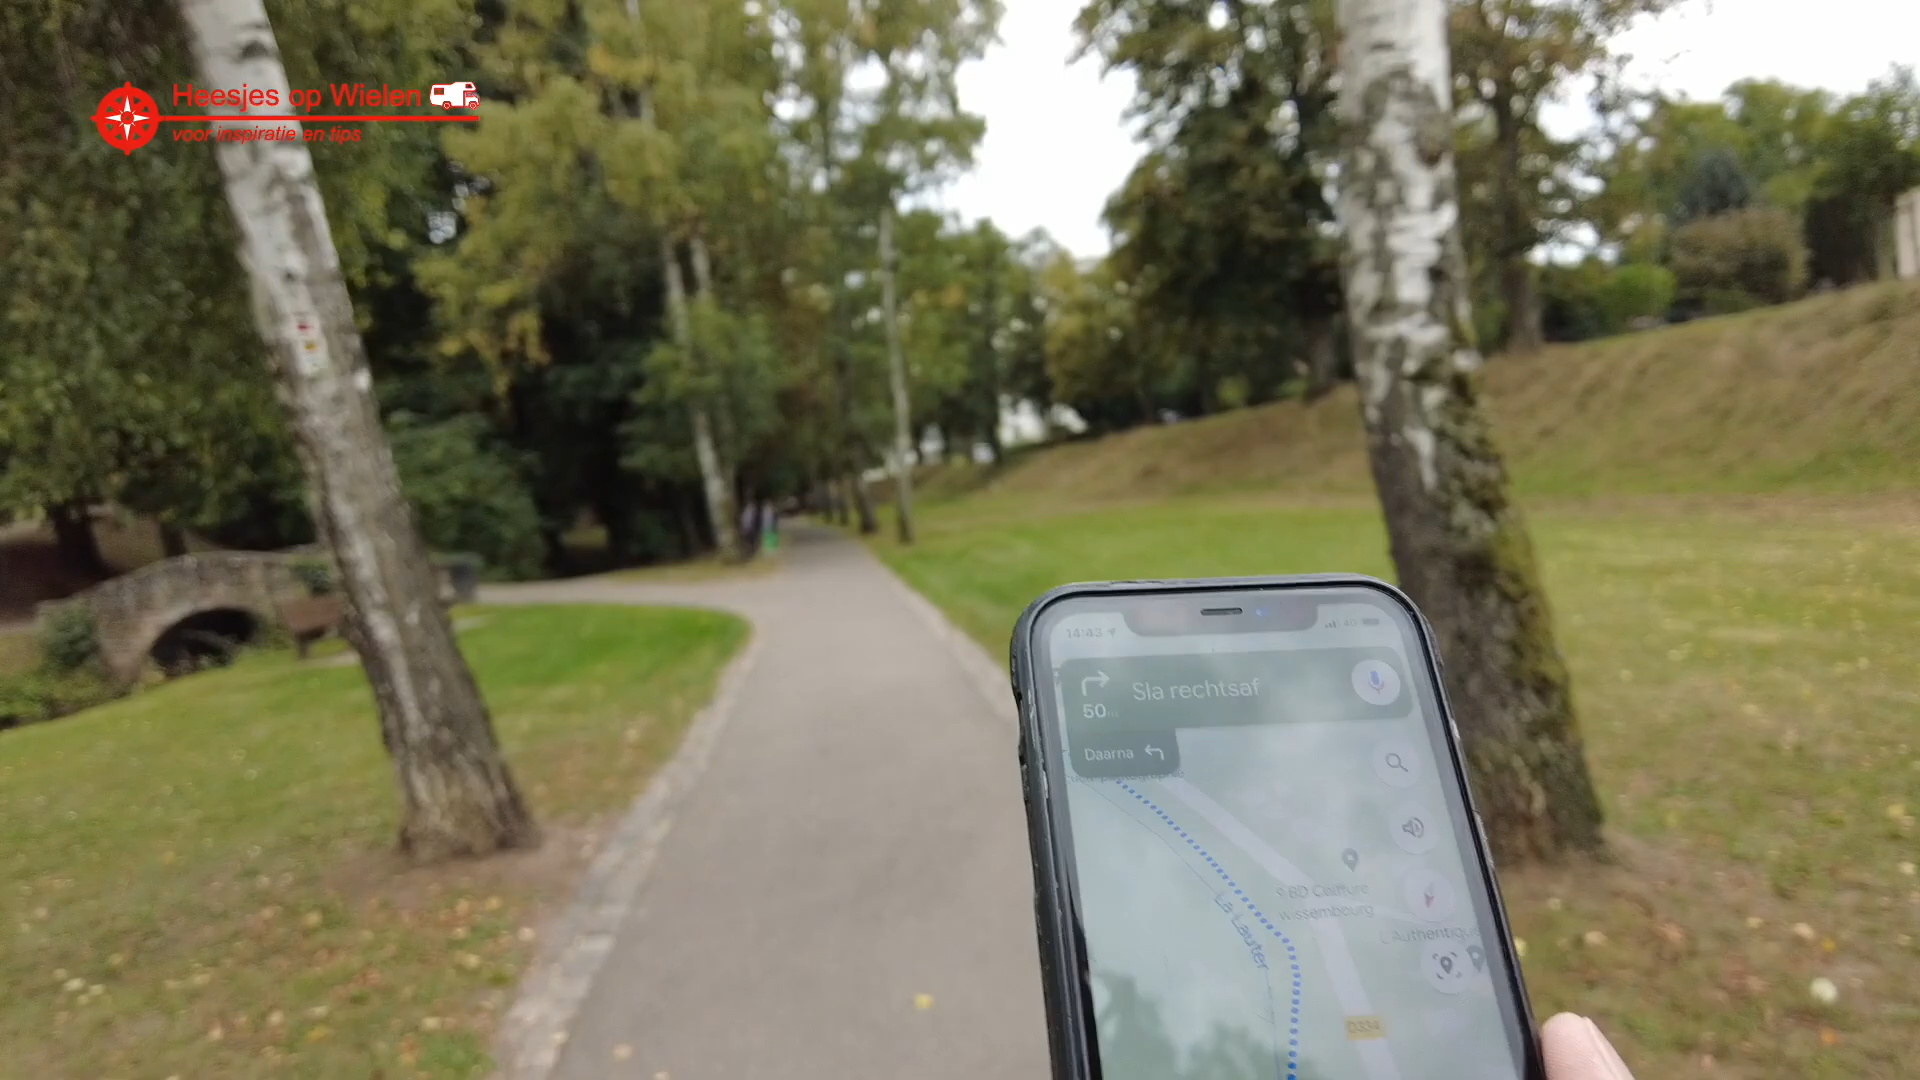 Heesjes op Wielen
voor inspiratie en tips
14:43
Sla rechtsaf
50 m
Daarna
BD Coiffure
wissembourg
L'Authentique
La Lauter
D334